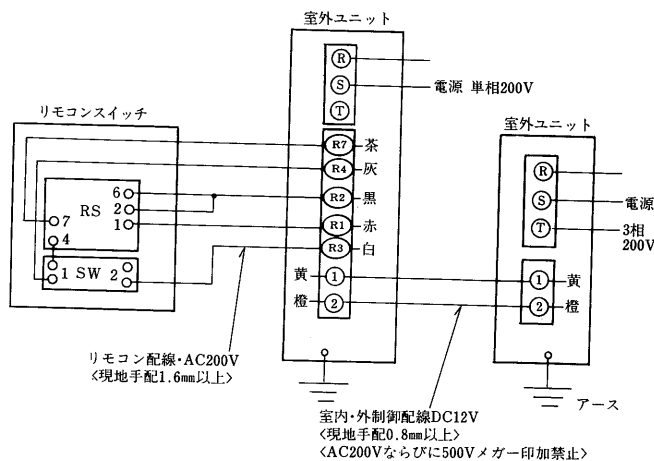 室外ユニット
R
S
T
電源 単相200V
リモコンスイッチ
RS
6
2
1
7
4
1 SW 2
R7 茶
R4 灰
R2 黒
R1 赤
R3 白
黄 1
橙 2
室外ユニット
R
S
T
電源
3相
200V
1 黄
2 橙
リモコン配線・AC200V
〈現地手配1.6mm以上〉
アース
室内・外制御配線DC12V
〈現地手配0.8mm以上〉
〈AC200Vならびに500Vメガー印加禁止〉